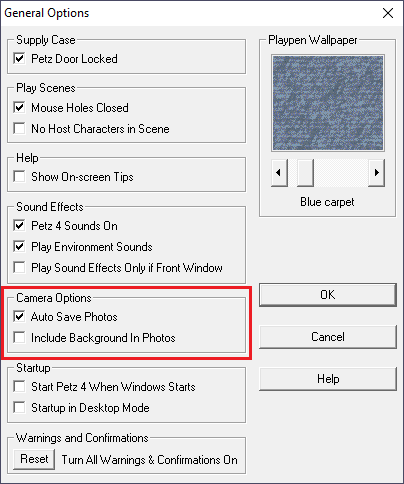 General Options
Supply Case
Petz Door Locked
Play Scenes
Mouse Holes Closed
No Host Characters in Scene
Help
Show On-screen Tips
Sound Effects
Petz 4 Sounds On
Play Environment Sounds
Play Sound Effects Only if Front Window
Camera Options
Auto Save Photos
Include Background In Photos
Startup
Start Petz 4 When Windows Starts
Startup in Desktop Mode
Warnings and Confirmations
Reset Turn All Warnings & Confirmations On
Playpen Wallpaper
Blue carpet
OK
Cancel
Help